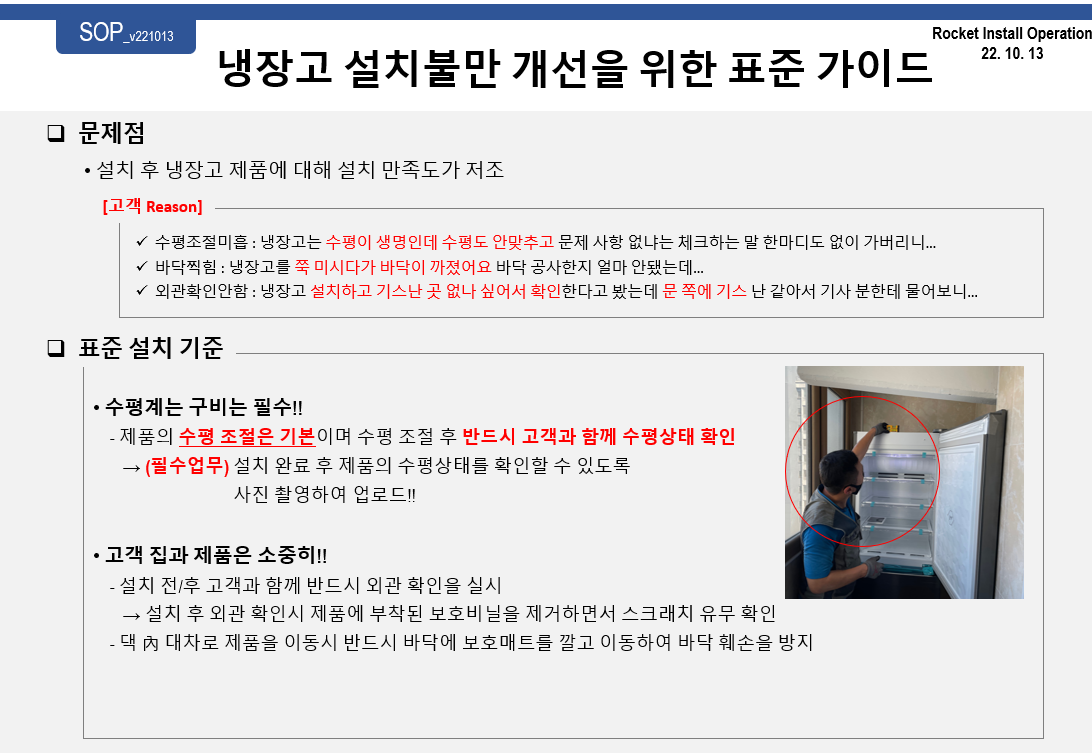 SOP_v221013
Rocket Install Operation
22. 10. 13
냉장고 설치불만 개선을 위한 표준 가이드
❑ 문제점
• 설치 후 냉장고 제품에 대해 설치 만족도가 저조
[고객 Reason]
✓ 수평조절미흡 : 냉장고는 수평이 생명인데 수평도 안맞추고 문제 사항 없냐는 체크하는 말 한마디도 없이 가버리니...
✓ 바닥찍힘 : 냉장고를 쭉 미시다가 바닥이 까졌어요 바닥 공사한지 얼마 안됐는데...
✓ 외관확인안함 : 냉장고 설치하고 기스난 곳 없나 싶어서 확인한다고 봤는데 문 쪽에 기스 난 같아서 기사 분한테 물어보니...
❑ 표준 설치 기준
• 수평계는 구비는 필수!!
- 제품의 수평 조절은 기본이며 수평 조절 후 반드시 고객과 함께 수평상태 확인
→ (필수업무) 설치 완료 후 제품의 수평상태를 확인할 수 있도록
사진 촬영하여 업로드!!
• 고객 집과 제품은 소중히!!
- 설치 전/후 고객과 함께 반드시 외관 확인을 실시
→ 설치 후 외관 확인시 제품에 부착된 보호비닐을 제거하면서 스크래치 유무 확인
- 댁 內 대차로 제품을 이동시 반드시 바닥에 보호매트를 깔고 이동하여 바닥 훼손을 방지